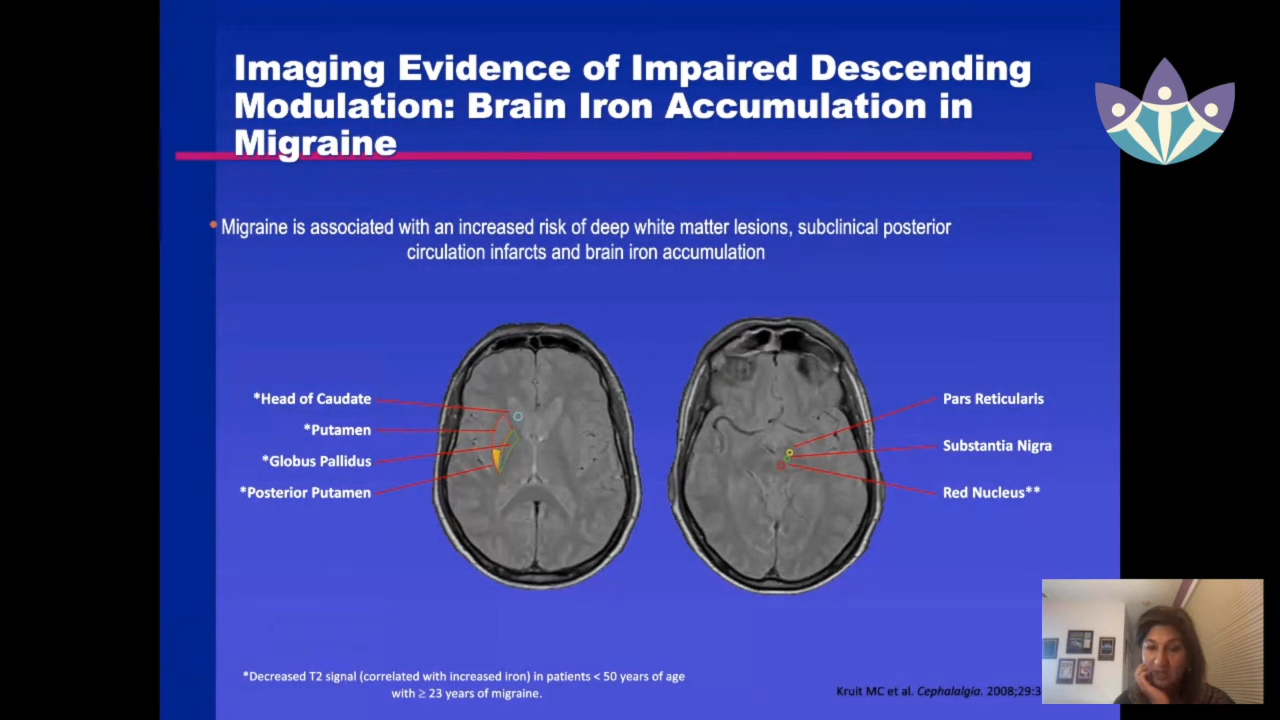 Imaging Evidence of Impaired Descending
Modulation: Brain Iron Accumulation in
Migraine
• Migraine is associated with an increased risk of deep white matter lesions, subclinical posterior
circulation infarcts and brain iron accumulation
*Head of Caudate
*Putamen
*Globus Pallidus
*Posterior Putamen
Pars Reticularis
Substantia Nigra
Red Nucleus**
*Decreased T2 signal (correlated with increased iron) in patients < 50 years of age
with ≥ 23 years of migraine.
Kruit MC et al. Cephalalgia. 2008;29:3